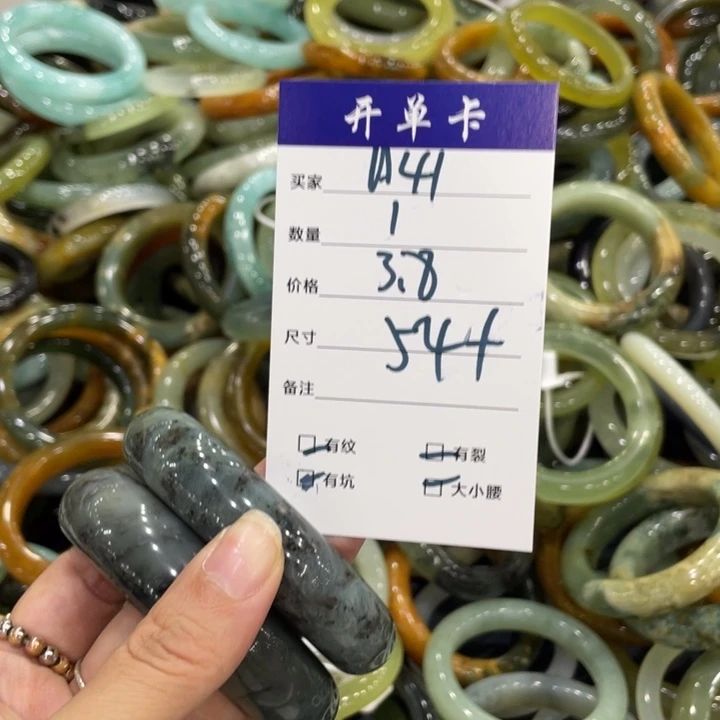 开单卡
买家 A41
数量 1
价格 3.8
尺寸 544
备注
有纹 有裂
有坑 大小腰